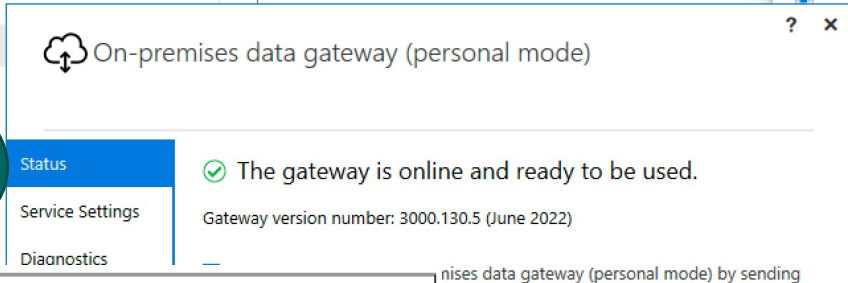 ? ×
On-premises data gateway (personal mode)
Status
The gateway is online and ready to be used.
Service Settings
Gateway version number: 3000.130.5 (June 2022)
Diagnostics
data gateway (personal mode) by sending